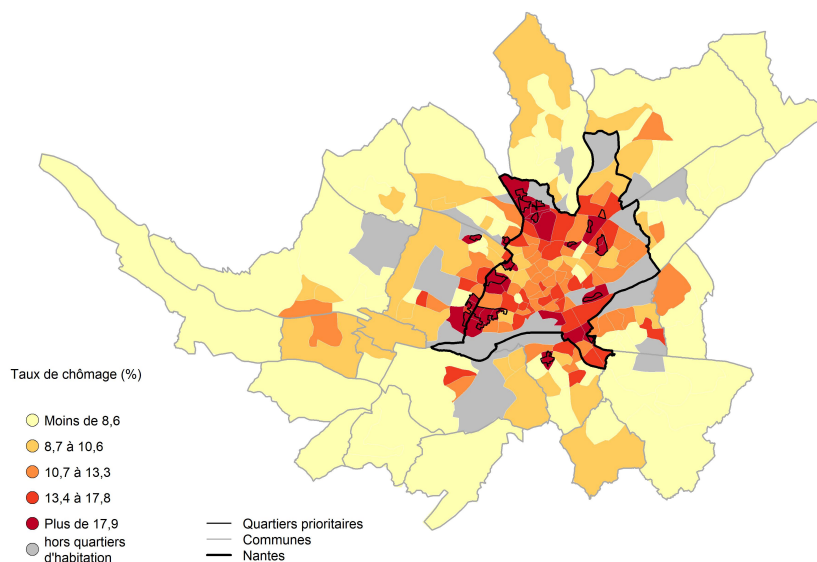 Taux de chômage (%)
Moins de 8,6
8,7 à 10,6
10,7 à 13,3
13,4 à 17,8
Plus de 17,9
hors quartiers
d'habitation
Quartiers prioritaires
Communes
Nantes